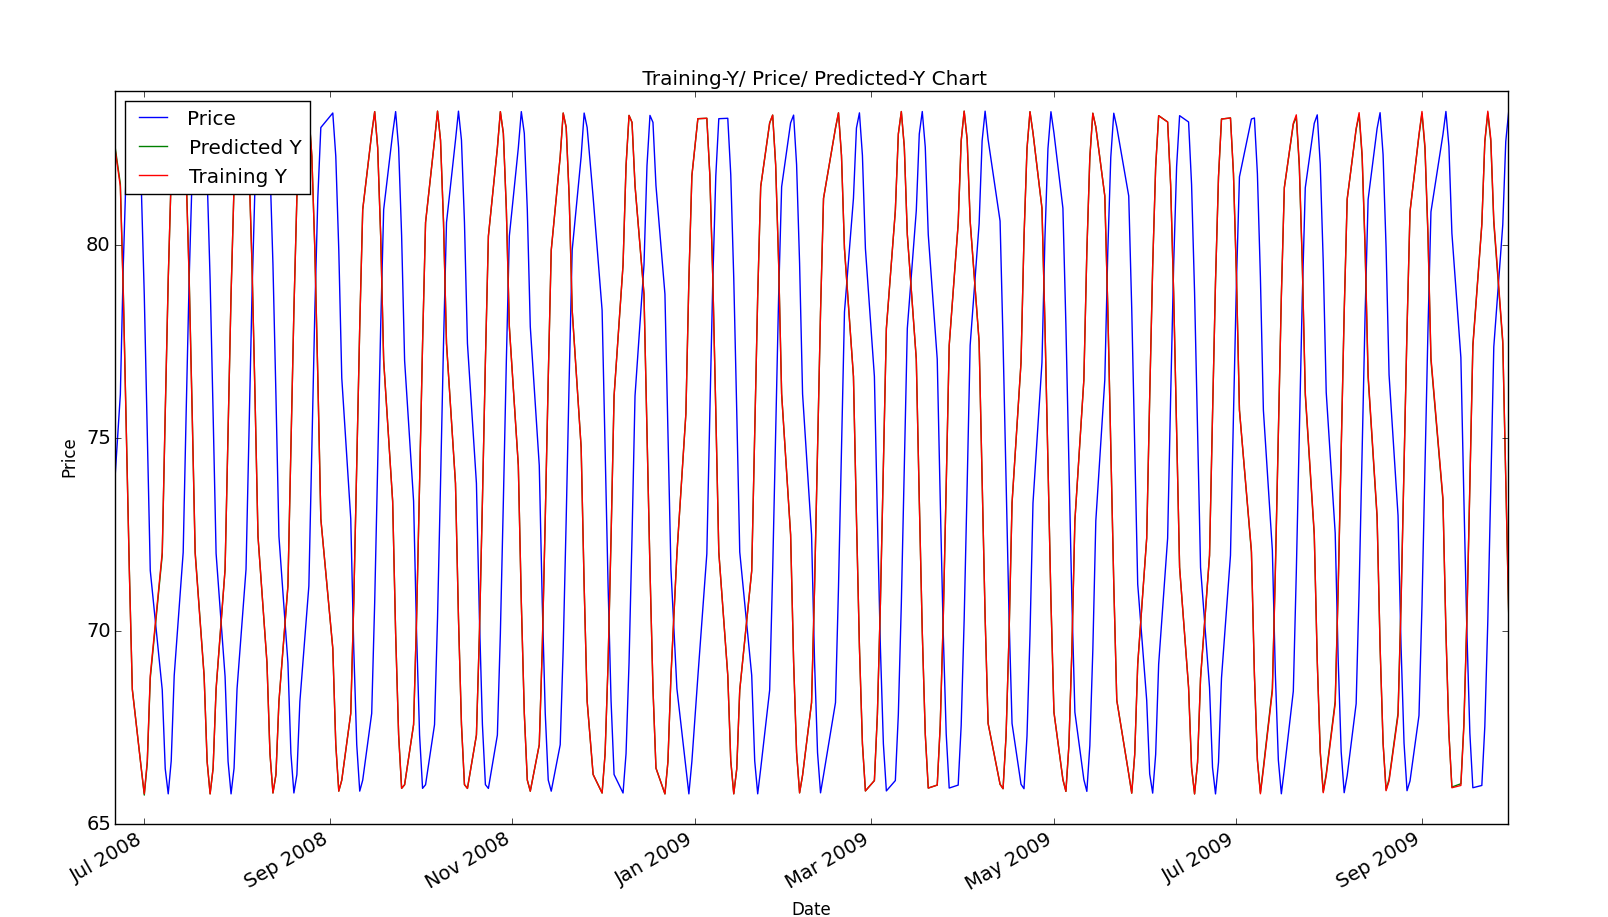 Training-Y/ Price/ Predicted-Y Chart
Price
Predicted Y
Training Y
80
75
70
65
Price
Jul 2008
Sep 2008
Nov 2008
Jan 2009
Mar 2009
May 2009
Jul 2009
Sep 2009
Date